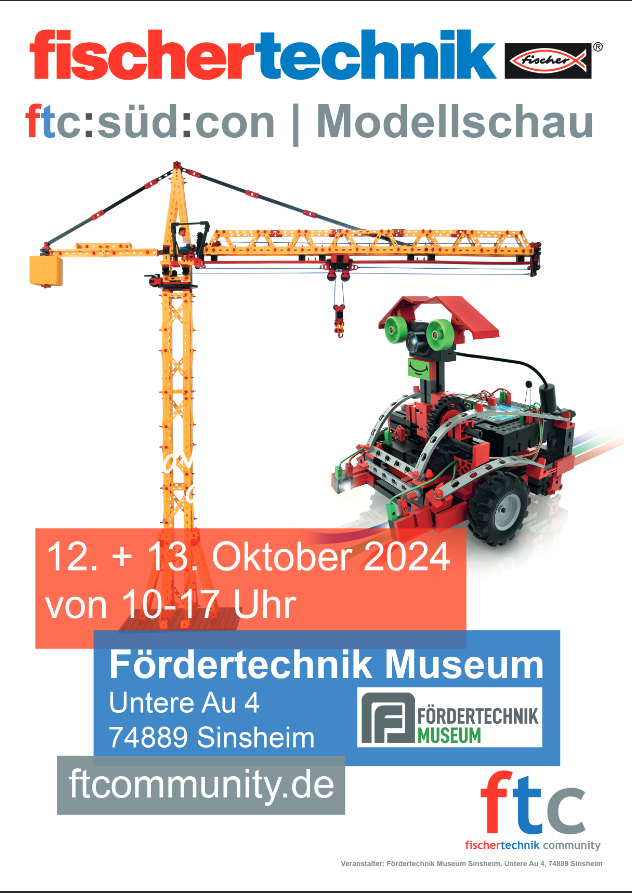 fischertechnik fischer ®
ftc:süd:con | Modellschau
12. + 13. Oktober 2024
von 10-17 Uhr
Fördertechnik Museum
Untere Au 4
74889 Sinsheim
FÖRDERTECHNIK
MUSEUM
ftcommunity.de
ftc
fischertechnik community
Veranstalter: Fördertechnik Museum Sinsheim, Untere Au 4, 74889 Sinsheim